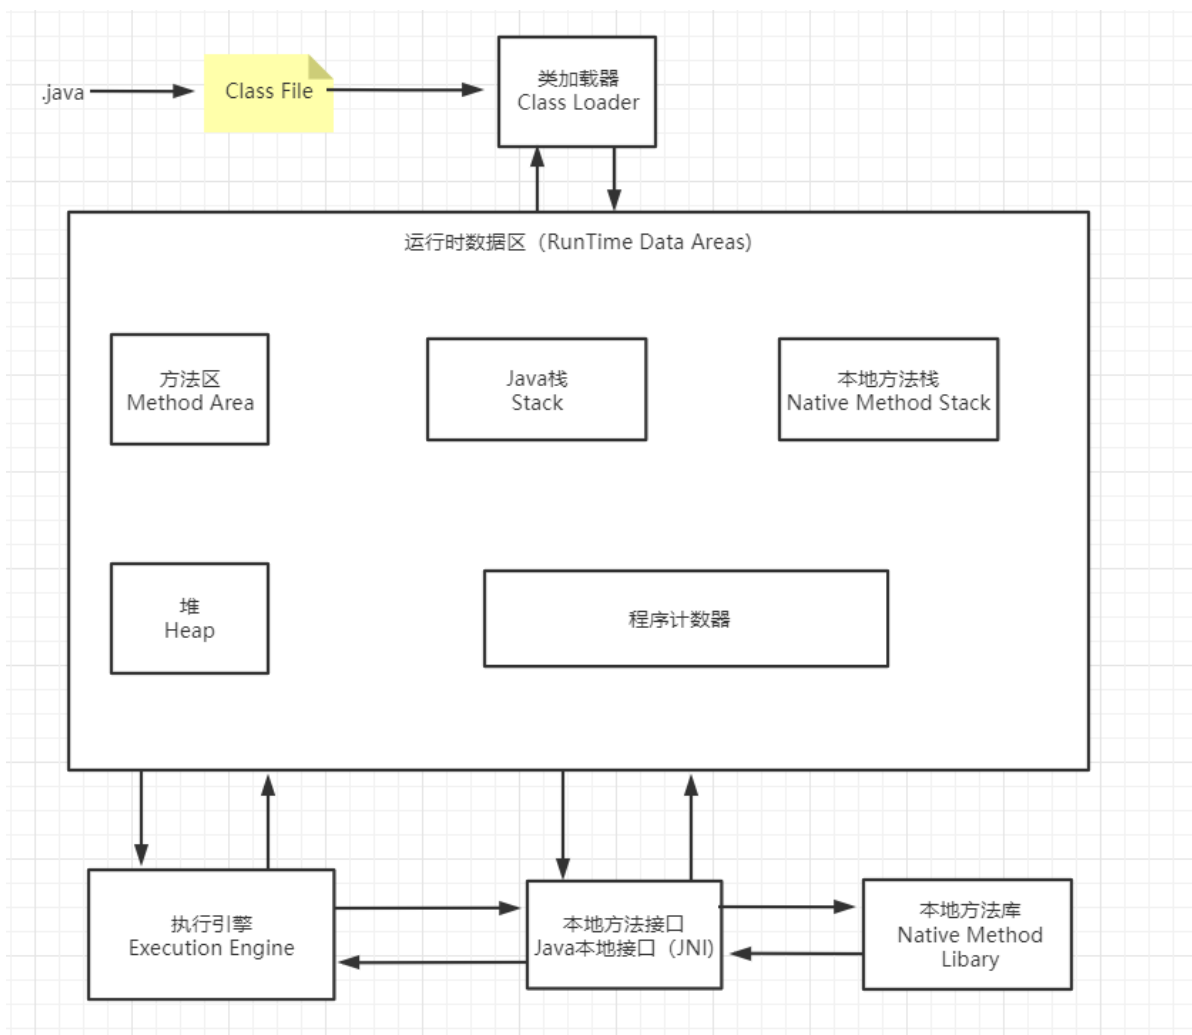 .java
Class File
类加载器
Class Loader
运行时数据区（RunTime Data Areas)
方法区
Method Area
Java栈
Stack
本地方法栈
Native Method Stack
堆
Heap
程序计数器
执行引擎
Execution Engine
本地方法接口
Java本地接口（JNI)
本地方法库
Native Method
Libary